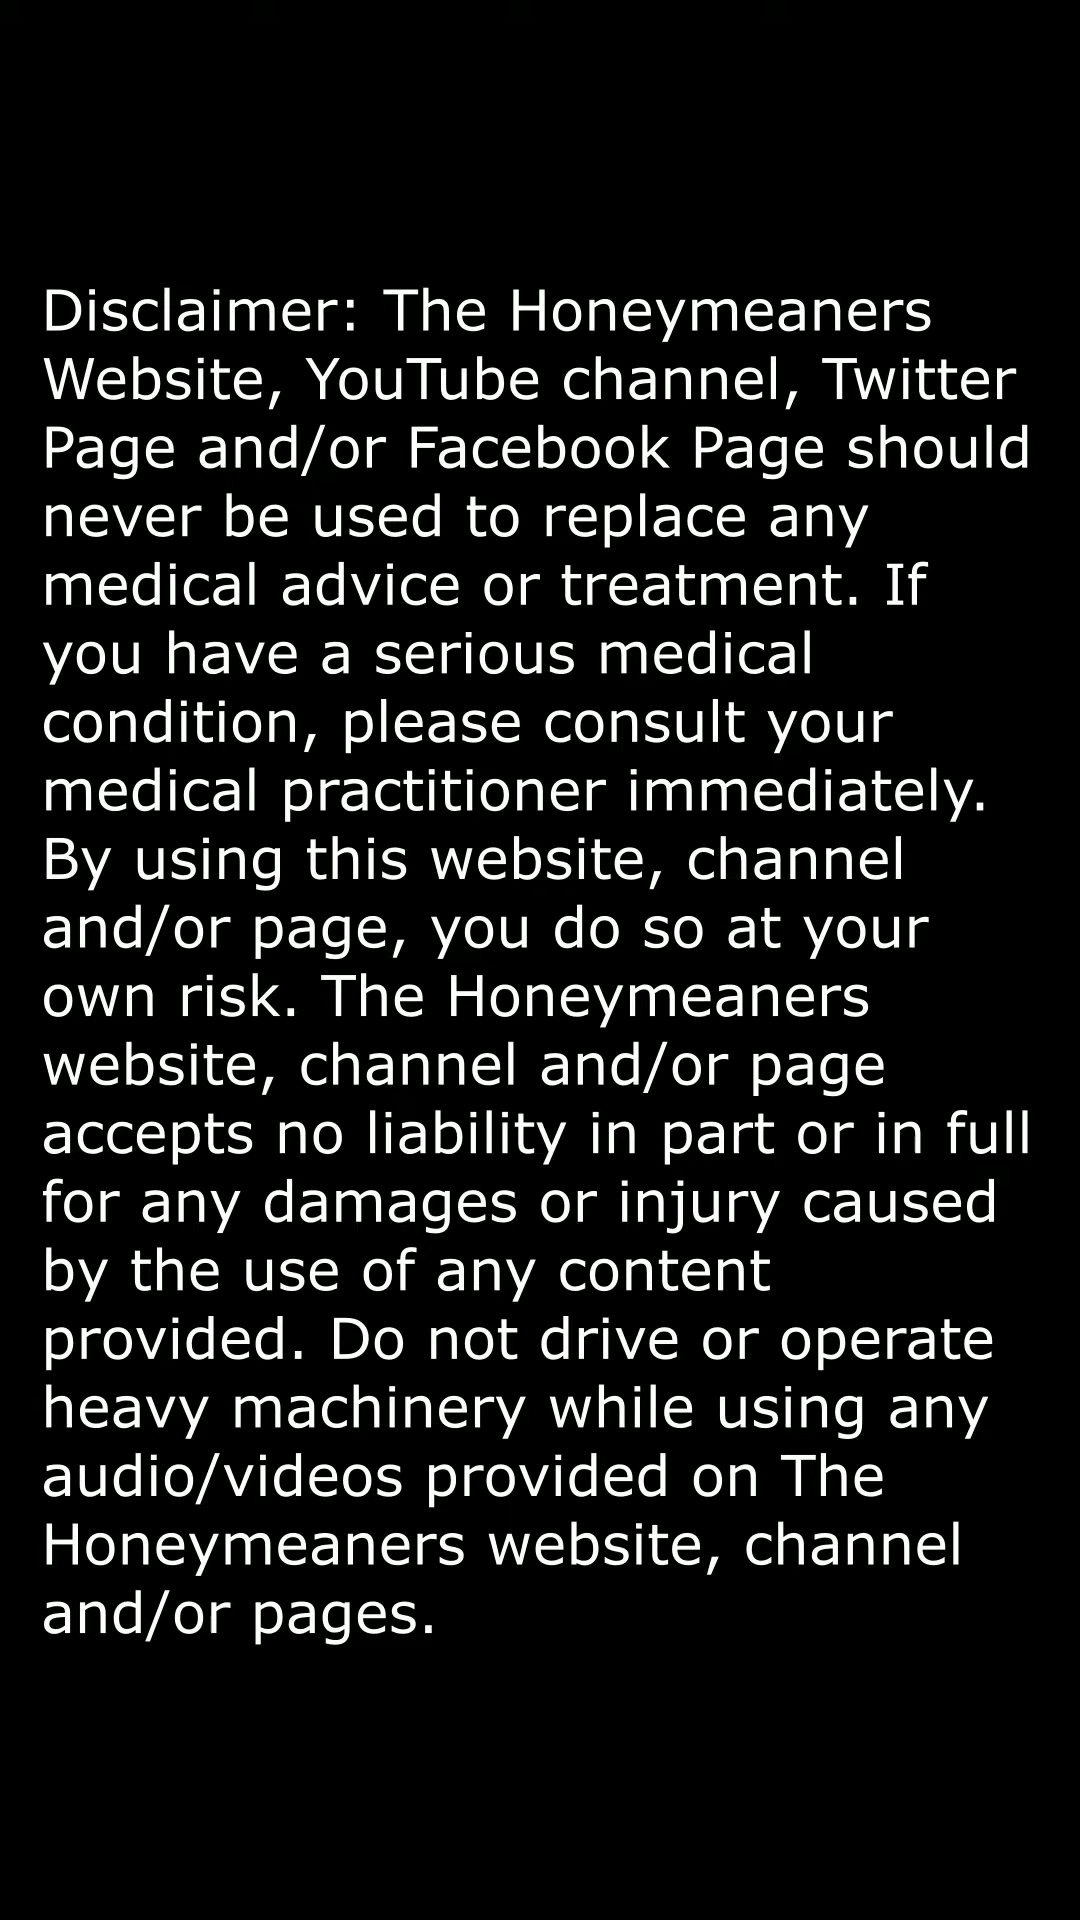 Disclaimer: The Honeymeaners
Website, YouTube channel, Twitter
Page and/or Facebook Page should
never be used to replace any
medical advice or treatment. If
you have a serious medical
condition, please consult your
medical practitioner immediately.
By using this website, channel
and/or page, you do so at your
own risk. The Honeymeaners
website, channel and/or page
accepts no liability in part or in full
for any damages or injury caused
by the use of any content
provided. Do not drive or operate
heavy machinery while using any
audio/videos provided on The
Honeymeaners website, channel
and/or pages.